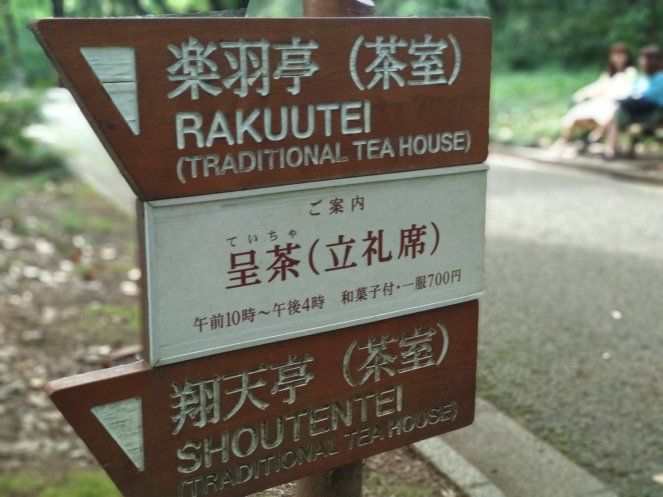 楽羽亭（茶室）
RAKUUTEI
(TRADITIONAL TEA HOUSE)
ご案内
ていちゃ
呈茶（立礼席）
午前10時～午後4時　和菓子付・一服700円
翔天亭（茶室）
SHOUTENTEI
(TRADITIONAL TEA HOUSE)